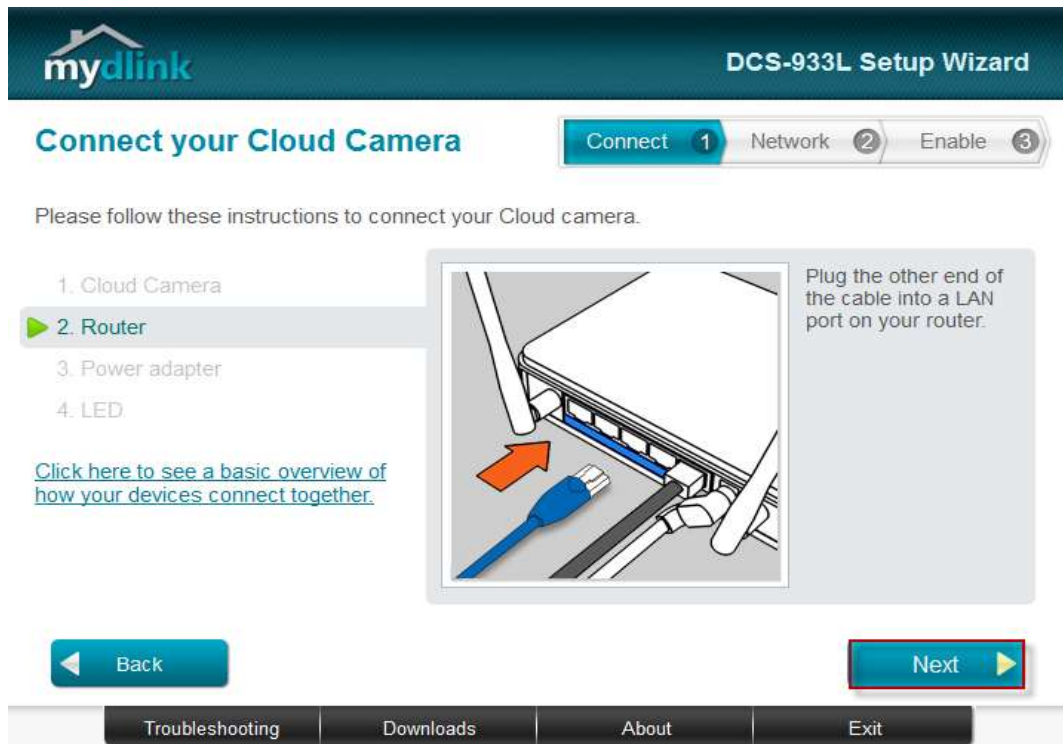 mydlink
DCS-933L Setup Wizard
Connect your Cloud Camera
Connect 1 Network 2 Enable 3
Please follow these instructions to connect your Cloud camera.
1. Cloud Camera
2. Router
3. Power adapter
4. LED
Click here to see a basic overview of
how your devices connect together.
Plug the other end of
the cable into a LAN
port on your router.
Back
Next
Troubleshooting Downloads About Exit